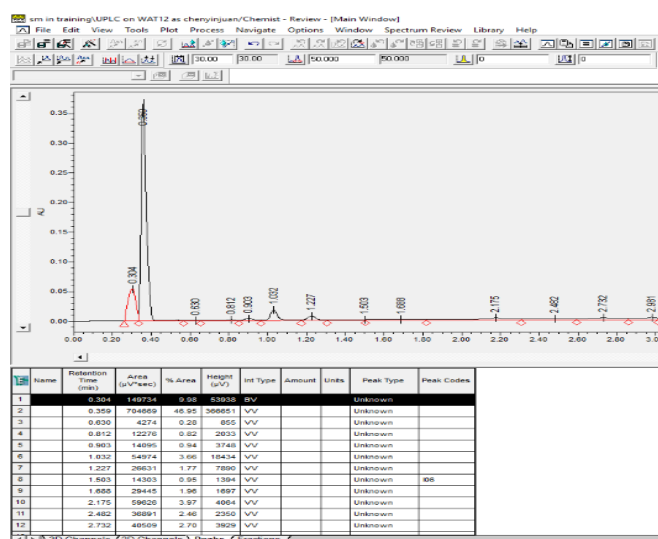 sm in training\UPLC on WAT12 as chenyinjuan/Chemist - Review - [Main Window]
File Edit View Tools Plot Process Navigate Options Window Spectrum Review Library Help
30.00 30.00 50.000 50.000 0 0
0.35
0.30
0.25
0.20
0.15
0.10
0.05
0.00
AU
0.304
0.359
0.630
0.812
0.903
1.032
1.227
1.503
1.688
2.175
2.482
2.732
2.981
0.00 0.20 0.40 0.60 0.80 1.00 1.20 1.40 1.60 1.80 2.00 2.20 2.40 2.60 2.80 3.0
Name Retention Time (min) Area (µV*sec) % Area Height (µV) Int Type Amount Units Peak Type Peak Codes
1 0.304 149734 9.98 53938 BV Unknown
2 0.359 704669 46.95 366651 VV Unknown
3 0.630 4274 0.28 855 VV Unknown
4 0.812 12276 0.82 2033 VV Unknown
5 0.903 14095 0.94 3748 VV Unknown
6 1.032 54974 3.66 18434 VV Unknown
7 1.227 26631 1.77 7890 VV Unknown
8 1.503 14303 0.95 1394 VV Unknown I06
9 1.688 29445 1.96 1697 VV Unknown
10 2.175 59626 3.97 4064 VV Unknown
11 2.482 36891 2.46 2350 VV Unknown
12 2.732 40509 2.70 3929 VV Unknown
2D Channels 3D Channels Peaks Fractions